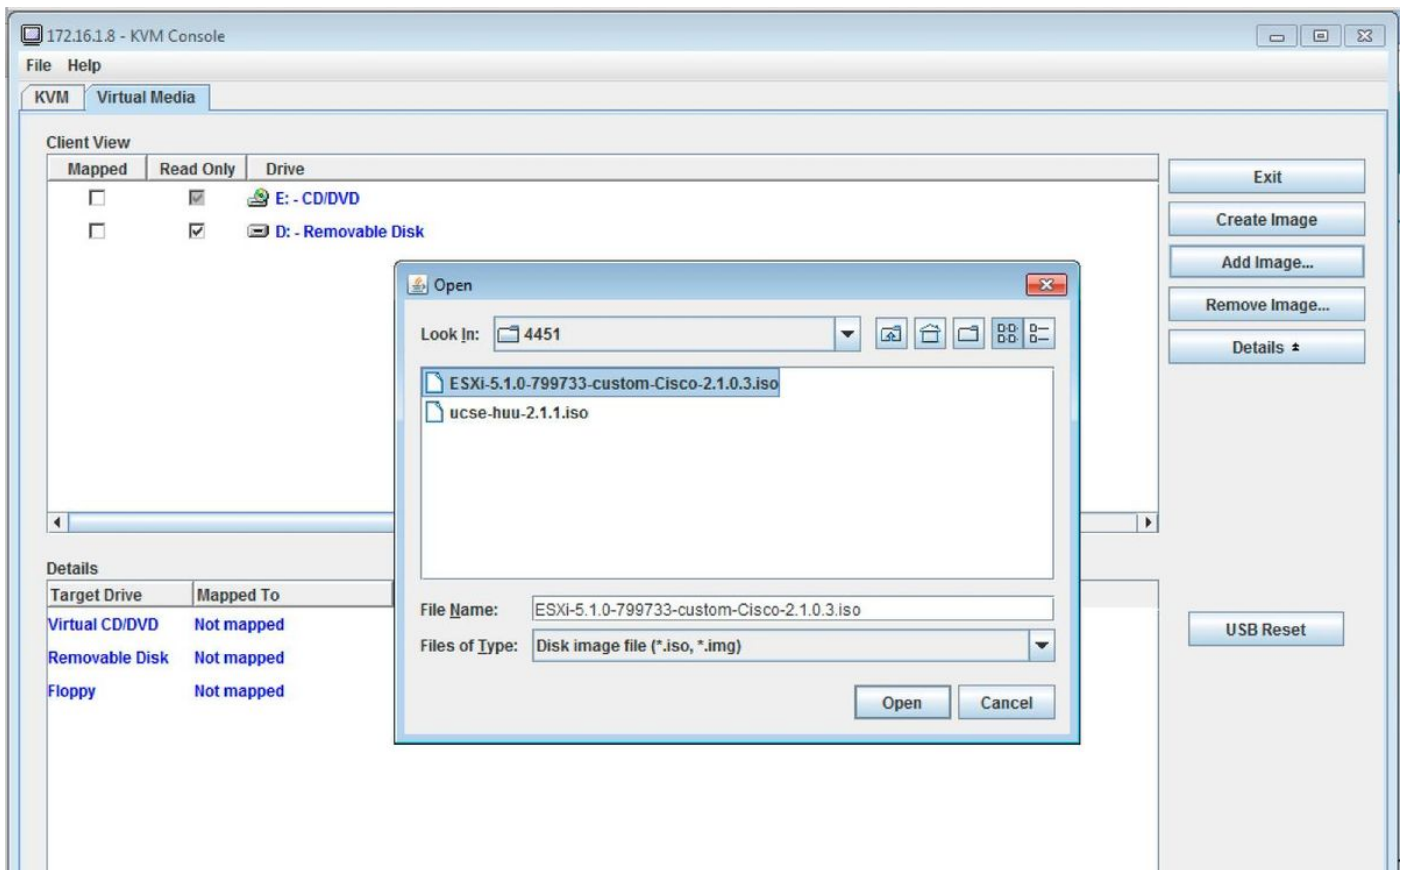 172.16.1.8 - KVM Console
File Help
KVM Virtual Media
Client View
Mapped Read Only Drive
E: - CD/DVD
D: - Removable Disk
Exit
Create Image
Add Image...
Remove Image...
Details
Open
Look In: 4451
ESXi-5.1.0-799733-custom-Cisco-2.1.0.3.iso
ucse-huu-2.1.1.iso
File Name: ESXi-5.1.0-799733-custom-Cisco-2.1.0.3.iso
Files of Type: Disk image file (*.iso, *.img)
Open Cancel
Details
Target Drive Mapped To
Virtual CD/DVD Not mapped
Removable Disk Not mapped
Floppy Not mapped
USB Reset